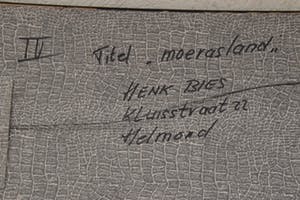 IV Titel „moerasland"
HENK BIES
Kluisstraat 22
Helmond